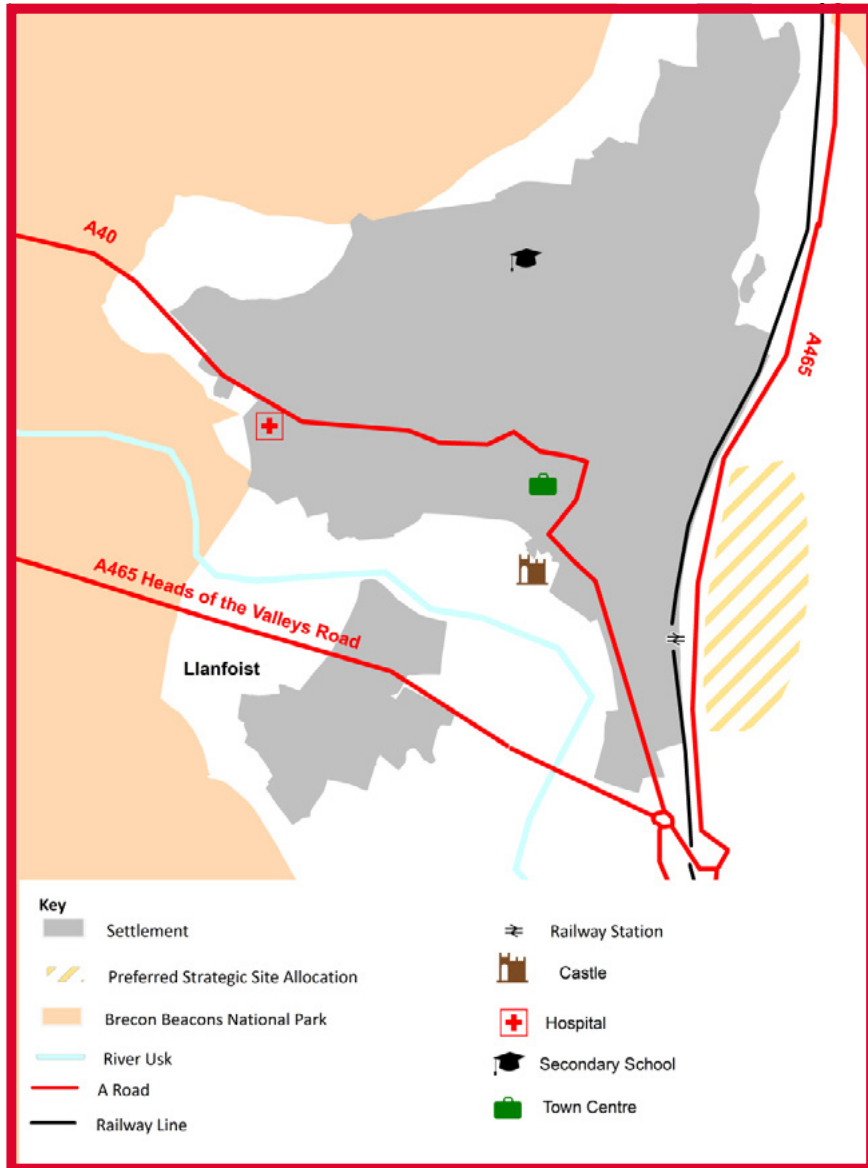 A40
A465
A465 Heads of the Valleys Road
Llanfoist
Key
Settlement
Preferred Strategic Site Allocation
Brecon Beacons National Park
River Usk
A Road
Railway Line
Railway Station
Castle
Hospital
Secondary School
Town Centre